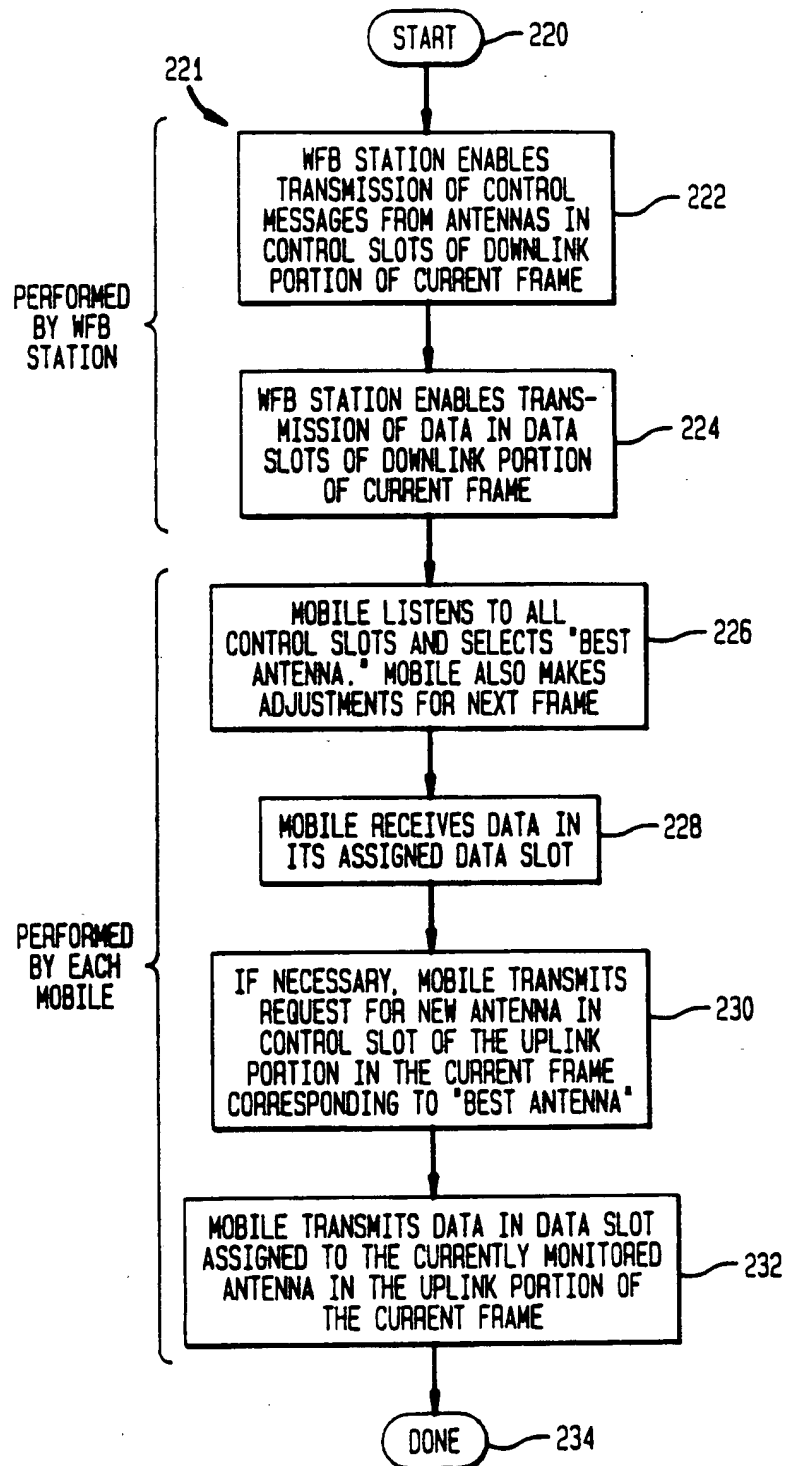 START
220
221
WFB STATION ENABLES
TRANSMISSION OF CONTROL
MESSAGES FROM ANTENNAS IN
CONTROL SLOTS OF DOWNLINK
PORTION OF CURRENT FRAME
222
PERFORMED
BY WFB
STATION
WFB STATION ENABLES TRANS-
MISSION OF DATA IN DATA
SLOTS OF DOWNLINK PORTION
OF CURRENT FRAME
224
MOBILE LISTENS TO ALL
CONTROL SLOTS AND SELECTS "BEST
ANTENNA." MOBILE ALSO MAKES
ADJUSTMENTS FOR NEXT FRAME
226
MOBILE RECEIVES DATA IN
ITS ASSIGNED DATA SLOT
228
PERFORMED
BY EACH
MOBILE
IF NECESSARY, MOBILE TRANSMITS
REQUEST FOR NEW ANTENNA IN
CONTROL SLOT OF THE UPLINK
PORTION IN THE CURRENT FRAME
CORRESPONDING TO "BEST ANTENNA"
230
MOBILE TRANSMITS DATA IN DATA SLOT
ASSIGNED TO THE CURRENTLY MONITORED
ANTENNA IN THE UPLINK PORTION OF
THE CURRENT FRAME
232
DONE
234